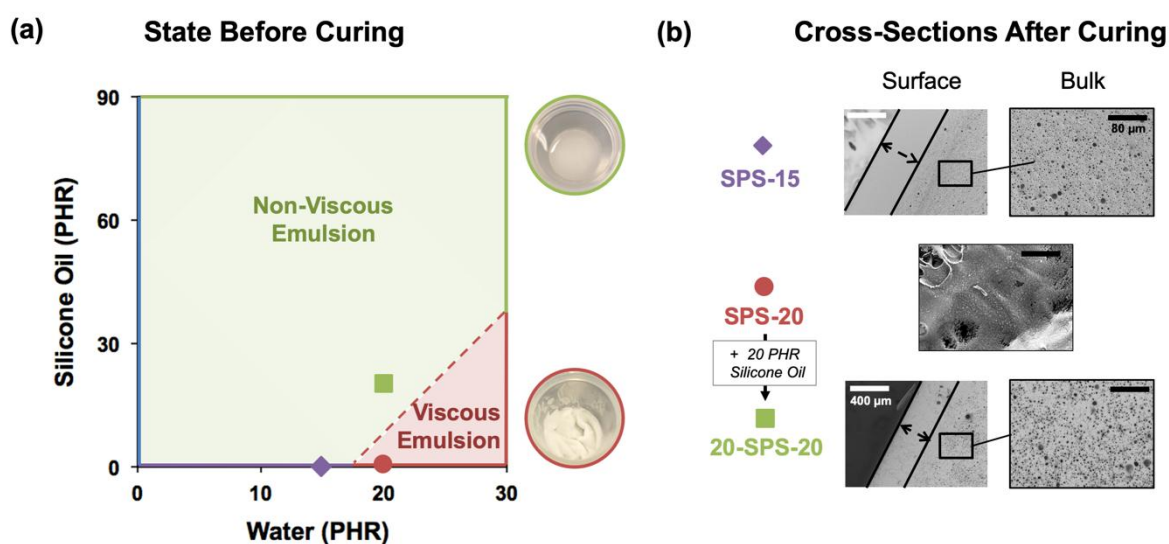 (a) State Before Curing
90
60
30
0
Silicone Oil (PHR)
Non-Viscous
Emulsion
Viscous
Emulsion
0 10 20 30
Water (PHR)
(b) Cross-Sections After Curing
Surface Bulk
80 µm
SPS-15
SPS-20
+ 20 PHR
Silicone Oil
400 µm
20-SPS-20